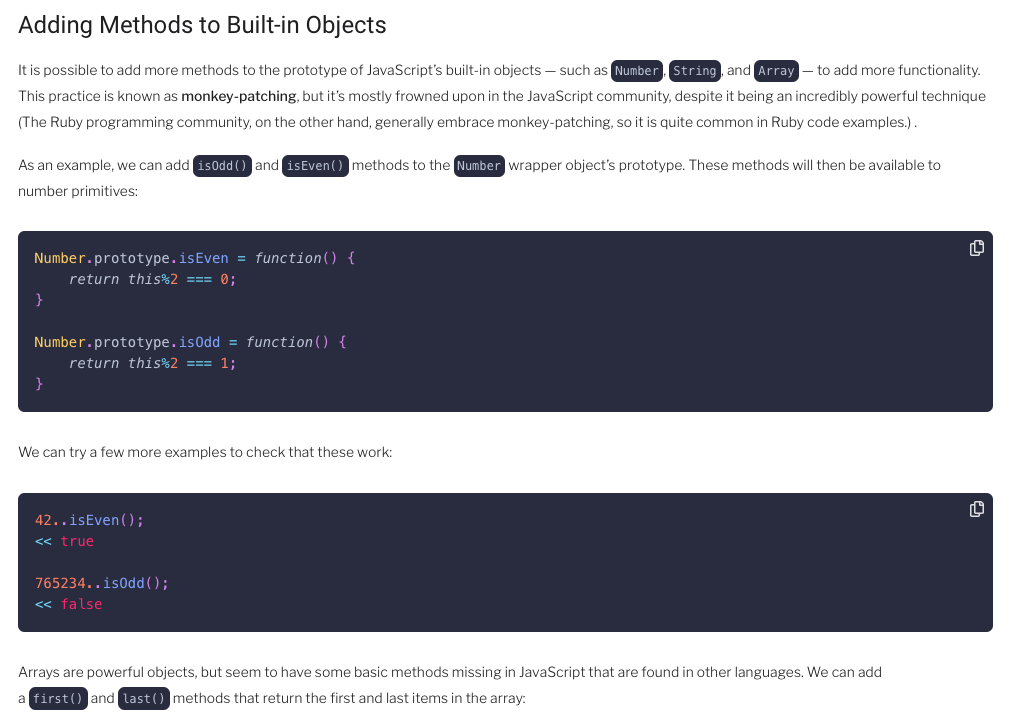 Adding Methods to Built-in Objects
It is possible to add more methods to the prototype of JavaScript's built-in objects — such as Number, String, and Array — to add more functionality.
This practice is known as monkey-patching, but it's mostly frowned upon in the JavaScript community, despite it being an incredibly powerful technique
(The Ruby programming community, on the other hand, generally embrace monkey-patching, so it is quite common in Ruby code examples.) .
As an example, we can add isOdd() and isEven() methods to the Number wrapper object's prototype. These methods will then be available to
number primitives:
Number.prototype.isEven = function() {
    return this%2 === 0;
}
Number.prototype.isOdd = function() {
    return this%2 === 1;
}
We can try a few more examples to check that these work:
42..isEven();
<< true
765234..isOdd();
<< false
Arrays are powerful objects, but seem to have some basic methods missing in JavaScript that are found in other languages. We can add
a first() and last() methods that return the first and last items in the array: